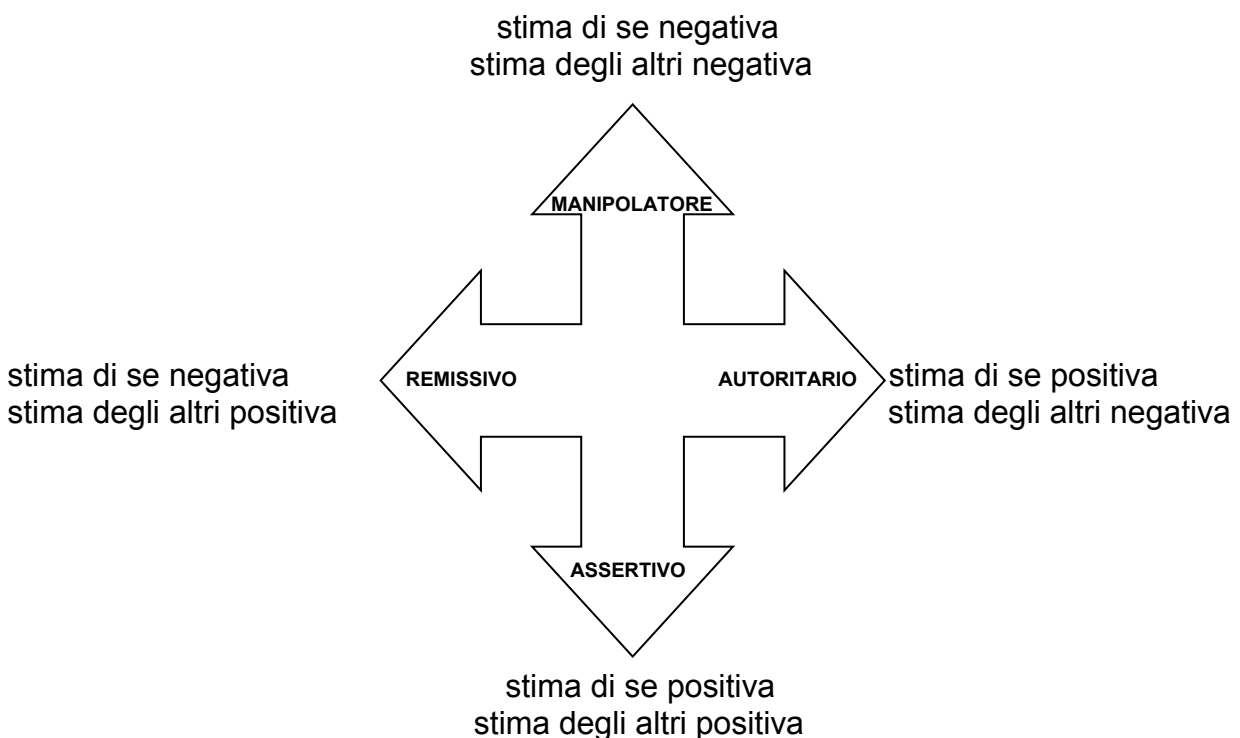 stima di se negativa
stima degli altri negativa
MANIPOLATORE
stima di se negativa
stima degli altri positiva
REMISSIVO
AUTORITARIO
stima di se positiva
stima degli altri negativa
ASSERTIVO
stima di se positiva
stima degli altri positiva